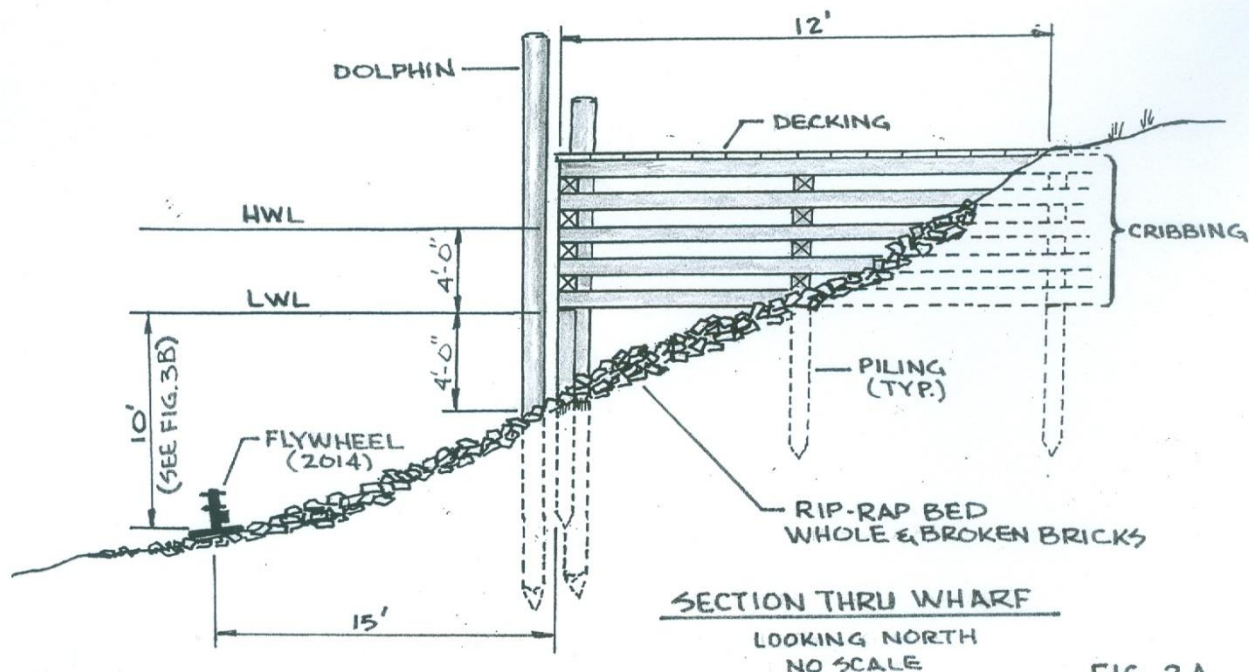 12'
DOLPHIN
DECKING
HWL
CRIBBING
4'-0"
LWL
4'-0"
10'
(SEE FIG. 3B)
PILING
(TYP.)
FLYWHEEL
(2014)
RIP-RAP BED
WHOLE & BROKEN BRICKS
15'
SECTION THRU WHARF
LOOKING NORTH
NO SCALE